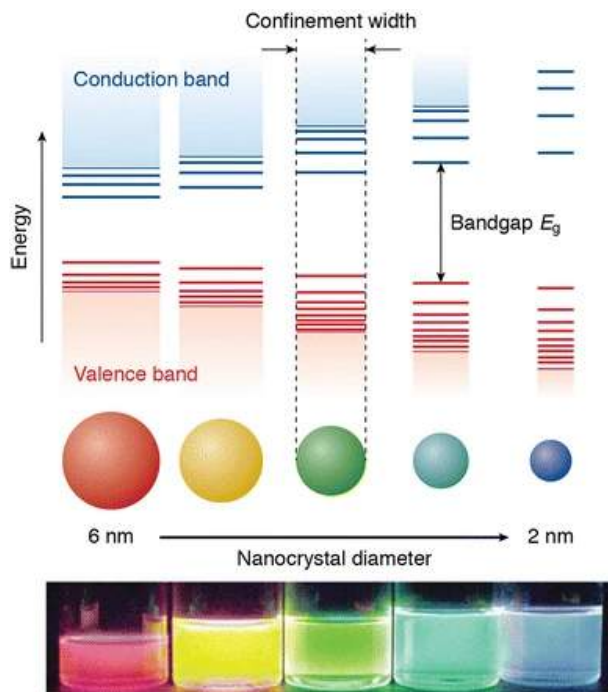 Confinement width
Conduction band
Energy
Bandgap Eg
Valence band
6 nm
2 nm
Nanocrystal diameter